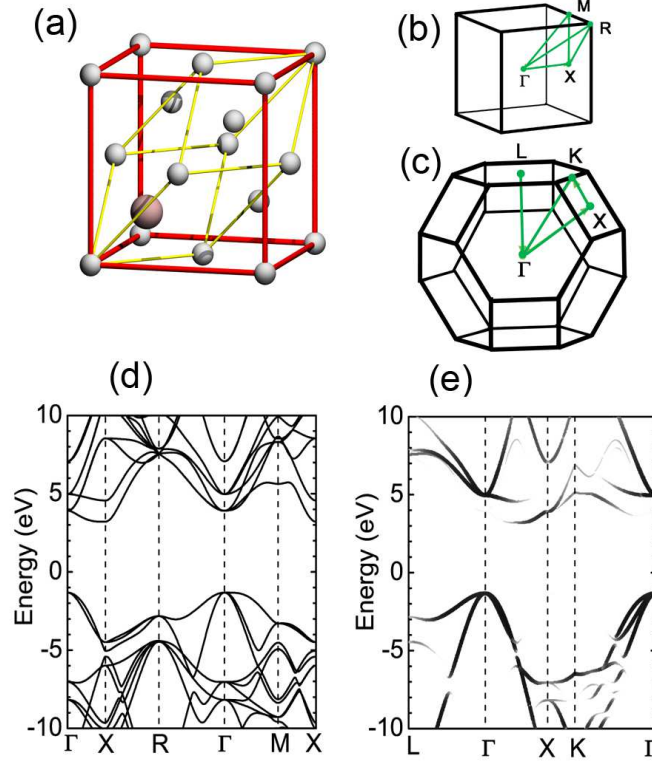 (a)
(b)
M
R
Γ
X
(c)
L
K
X
Γ
(d)
(e)
10
5
0
-5
-10
Energy (eV)
Γ X R Γ M X
10
5
0
-5
-10
Energy (eV)
L Γ X K Γ